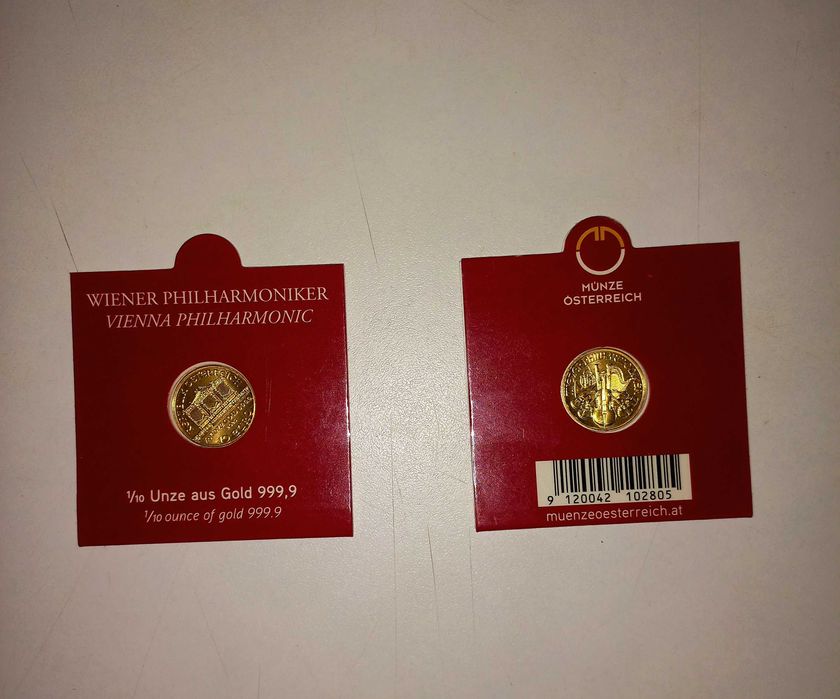 WIENER PHILHARMONIKER
VIENNA PHILHARMONIC
1/10 Unze aus Gold 999,9
1/10 ounce of gold 999.9
MÜNZE
ÖSTERREICH
9 120042 102805
muenzeoesterreich.at